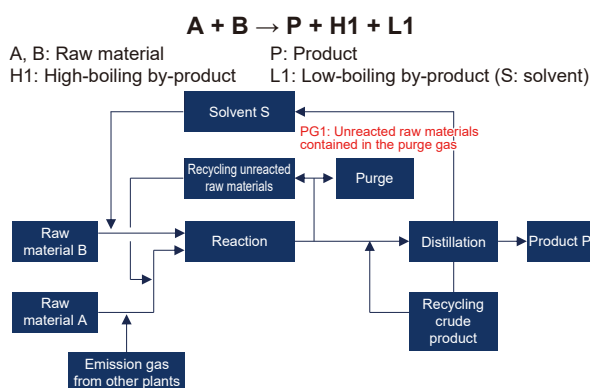 A + B → P + H1 + L1
A, B: Raw material P: Product
H1: High-boiling by-product L1: Low-boiling by-product (S: solvent)
Solvent S
PG1: Unreacted raw materials
contained in the purge gas
Recycling unreacted
raw materials
Purge
Raw
material B
Reaction
Distillation
Product P
Raw
material A
Recycling
crude
product
Emission gas
from other plants